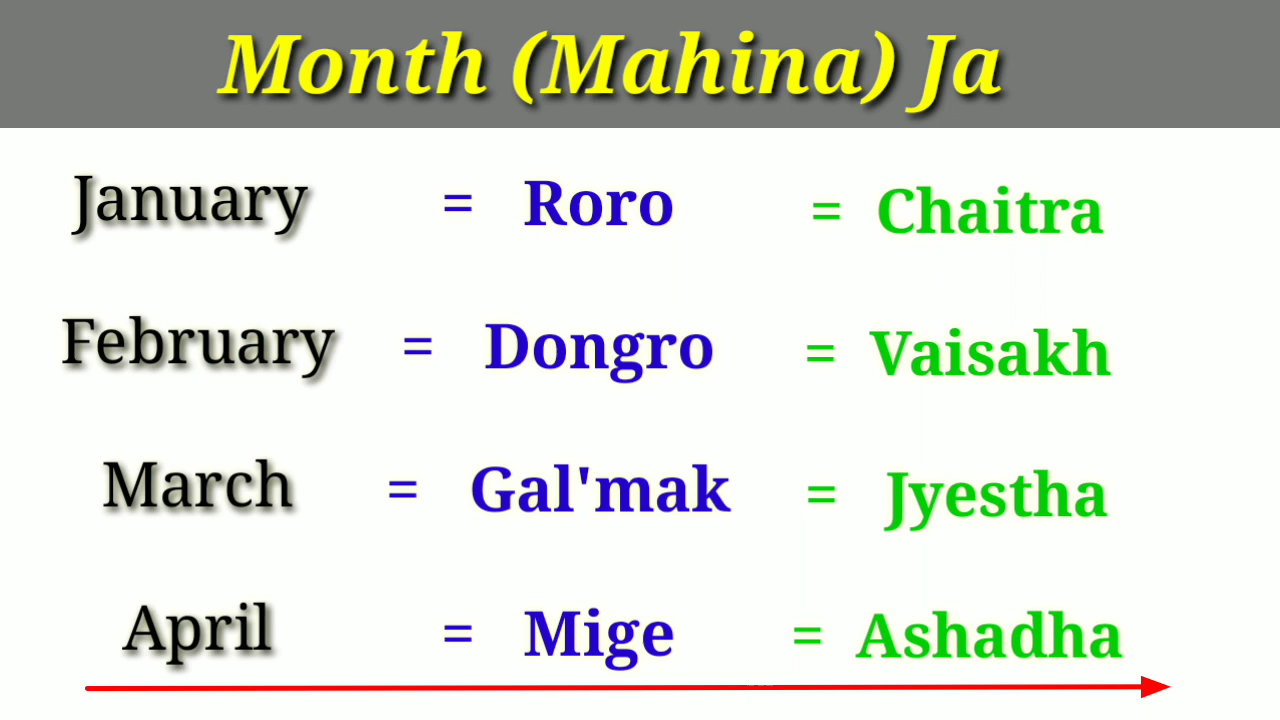 Month (Mahina) Ja
January = Roro = Chaitra
February = Dongro = Vaisakh
March = Gal'mak = Jyestha
April = Mige = Ashadha